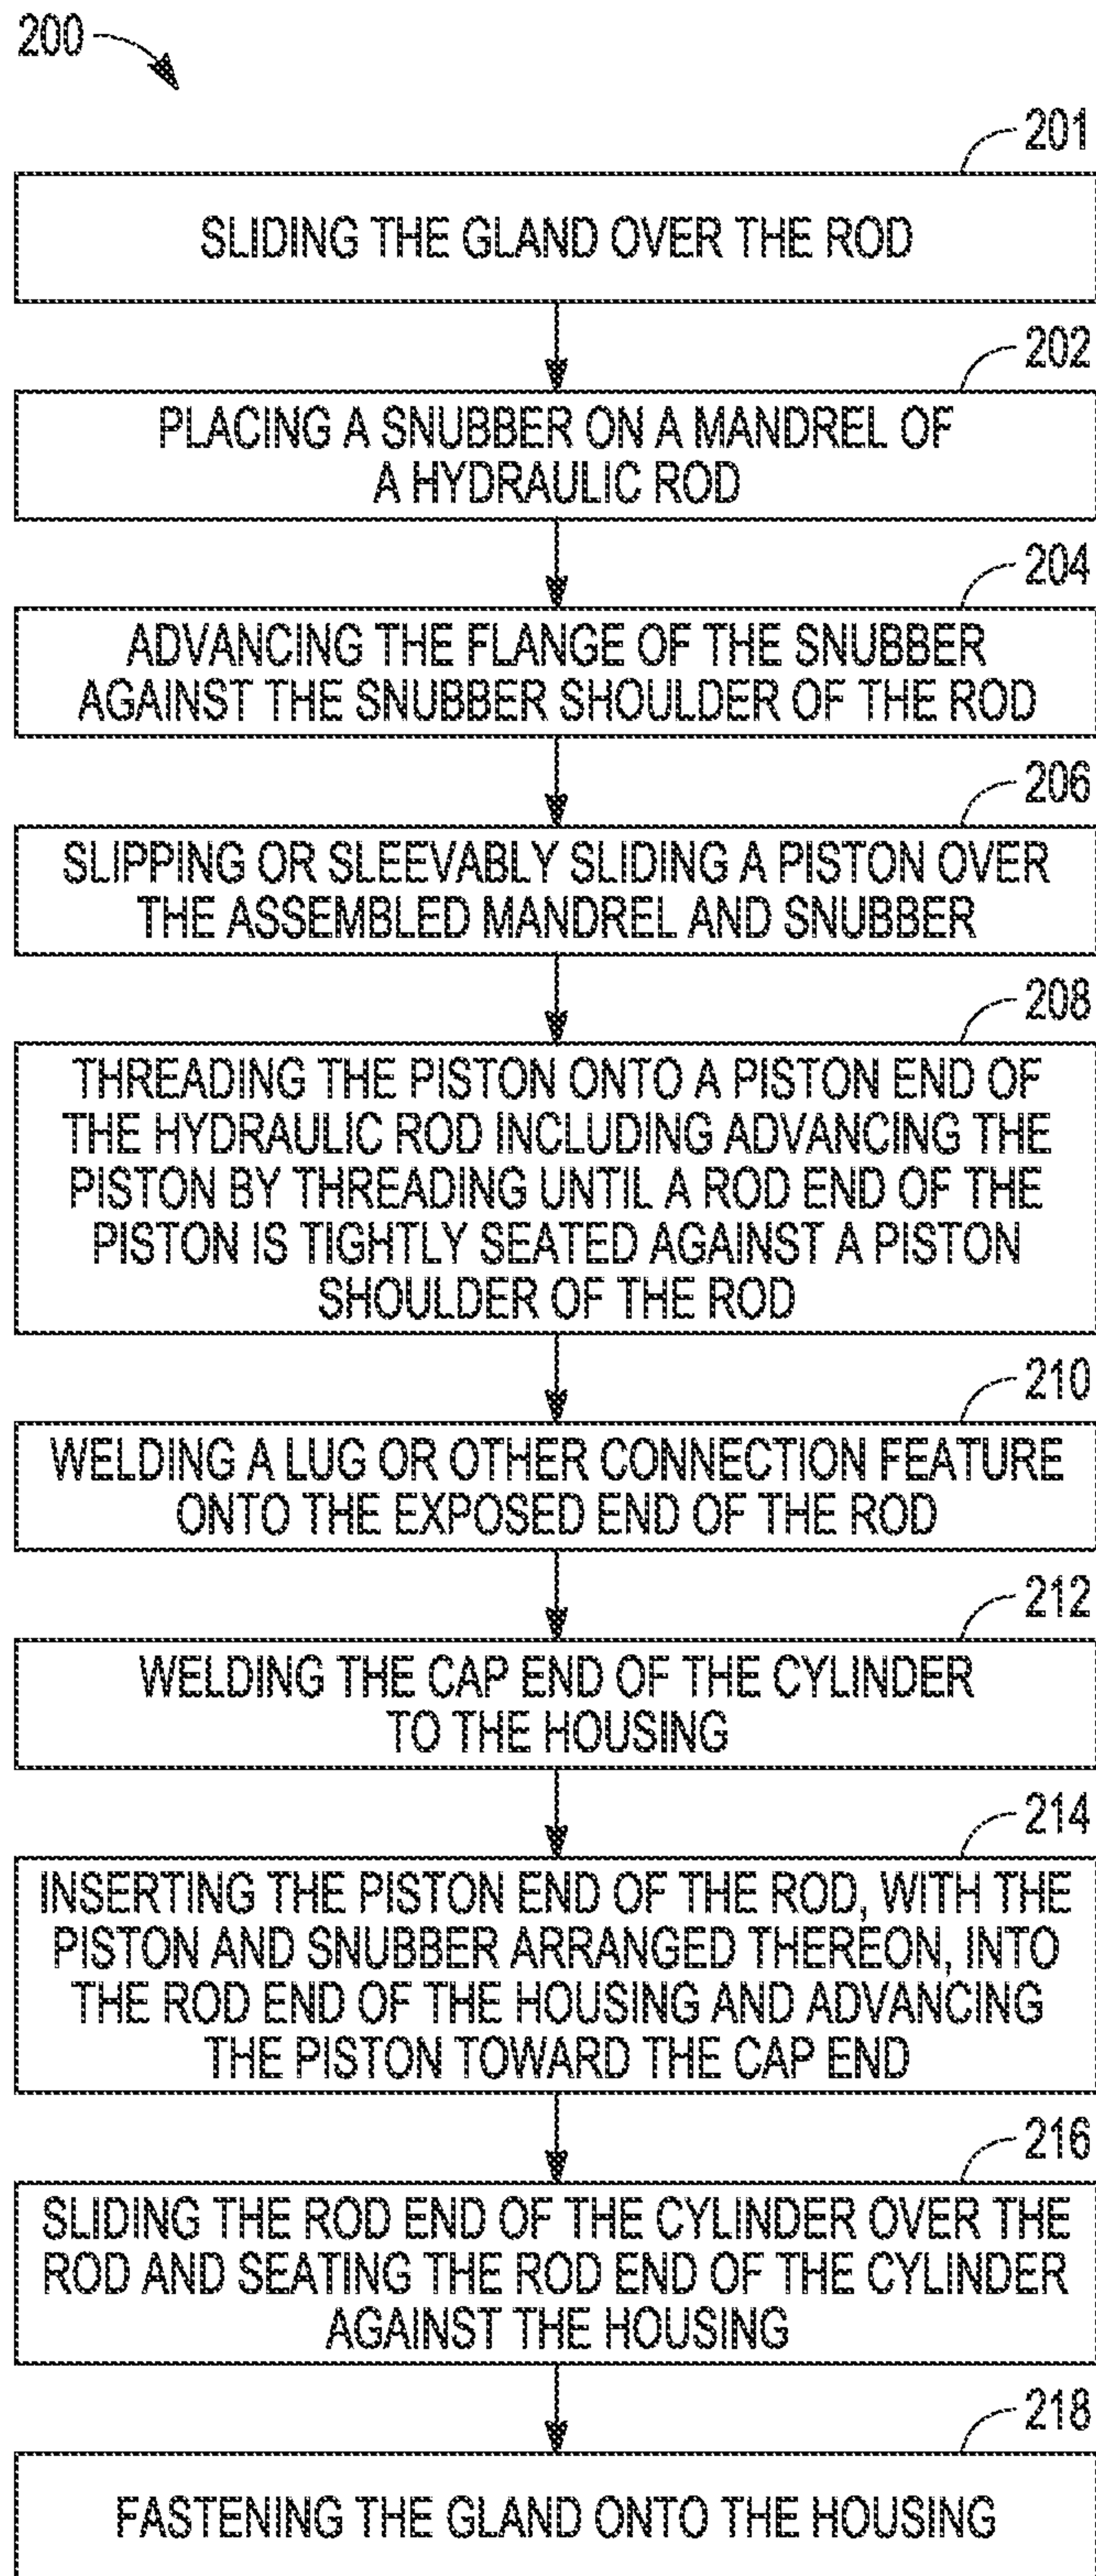 200
201
SLIDING THE GLAND OVER THE ROD
202
PLACING A SNUBBER ON A MANDREL OF
A HYDRAULIC ROD
204
ADVANCING THE FLANGE OF THE SNUBBER
AGAINST THE SNUBBER SHOULDER OF THE ROD
206
SLIPPING OR SLEEVABLY SLIDING A PISTON OVER
THE ASSEMBLED MANDREL AND SNUBBER
208
THREADING THE PISTON ONTO A PISTON END OF
THE HYDRAULIC ROD INCLUDING ADVANCING THE
PISTON BY THREADING UNTIL A ROD END OF THE
PISTON IS TIGHTLY SEATED AGAINST A PISTON
SHOULDER OF THE ROD
210
WELDING A LUG OR OTHER CONNECTION FEATURE
ONTO THE EXPOSED END OF THE ROD
212
WELDING THE CAP END OF THE CYLINDER
TO THE HOUSING
214
INSERTING THE PISTON END OF THE ROD, WITH THE
PISTON AND SNUBBER ARRANGED THEREON, INTO
THE ROD END OF THE HOUSING AND ADVANCING
THE PISTON TOWARD THE CAP END
216
SLIDING THE ROD END OF THE CYLINDER OVER THE
ROD AND SEATING THE ROD END OF THE CYLINDER
AGAINST THE HOUSING
218
FASTENING THE GLAND ONTO THE HOUSING